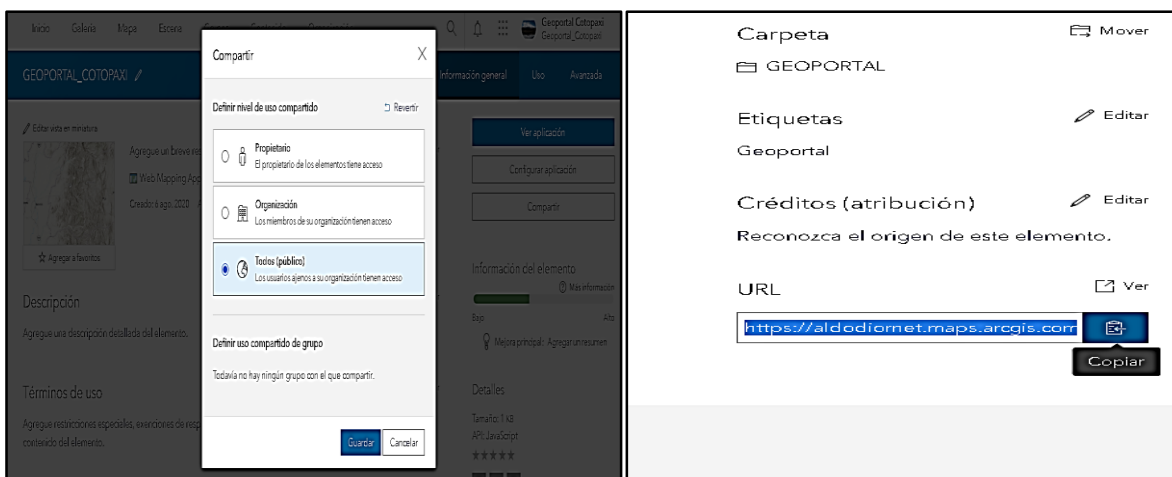 Inicio Galería Mapa Escena
Geoportal Cotopaxi
Geoportal_Cotopaxi
GEOPORTAL_COTOPAXI
Información general Uso Avanzada
Editar vista en miniatura
Agregue un breve res
Web Mapping App
Creado: 6 ago. 2020
Agregar a favoritos
Descripción
Agregue una descripción detallada del elemento.
Términos de uso
Agregue restricciones especiales, exenciones de resp
contenido del elemento.
Compartir X
Definir nivel de uso compartido Revertir
Propietario
El propietario de los elementos tiene acceso
Organización
Los miembros de su organización tienen acceso
Todos (público)
Los usuarios ajenos a su organización tienen acceso
Definir uso compartido de grupo
Todavía no hay ningún grupo con el que compartir.
Guardar Cancelar
Ver aplicación
Configurar aplicación
Compartir
Información del elemento
Más información
Bajo Alto
Mejora principal: Agregar un resumen
Detalles
Tamaño: 1 KB
API: JavaScript
Carpeta Mover
GEOPORTAL
Etiquetas Editar
Geoportal
Créditos (atribución) Editar
Reconozca el origen de este elemento.
URL Ver
https://aldodiornet.maps.arcgis.com
Copiar